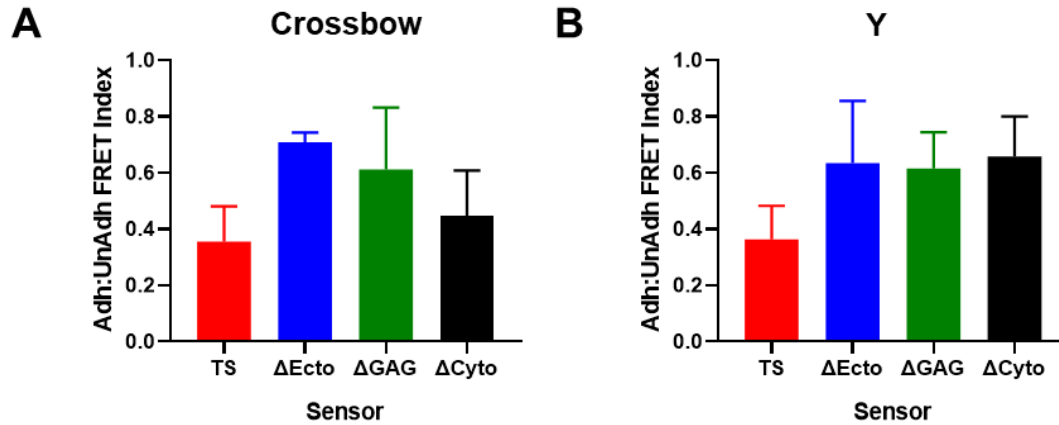 A
Crossbow
Adh:UnAdh FRET Index
1.0
0.8
0.6
0.4
0.2
0.0
TS ΔEcto ΔGAG ΔCyto
Sensor
B
Y
Adh:UnAdh FRET Index
1.0
0.8
0.6
0.4
0.2
0.0
TS ΔEcto ΔGAG ΔCyto
Sensor